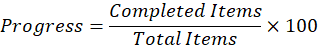 Progress = Completed Items / Total Items × 100